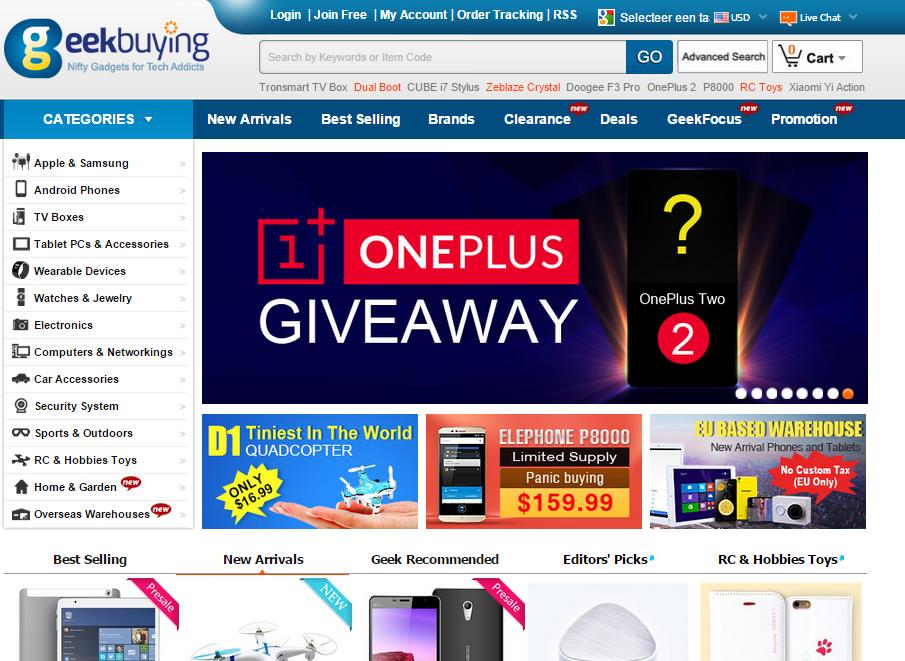 Login | Join Free | My Account | Order Tracking | RSS
Selecteer een ta
USD
Live Chat
geekbuying
Nifty Gadgets for Tech Addicts
Search by Keywords or Item Code
GO
Advanced Search
0
Cart
Tronsmart TV Box Dual Boot CUBE i7 Stylus Zeblaze Crystal Doogee F3 Pro OnePlus 2 P8000 RC Toys Xiaomi Yi Action
CATEGORIES
New Arrivals
Best Selling
Brands
Clearance new
Deals
GeekFocus new
Promotion new
Apple & Samsung >
Android Phones >
TV Boxes >
Tablet PCs & Accessories >
Wearable Devices >
Watches & Jewelry >
Electronics >
Computers & Networkings >
Car Accessories >
Security System >
Sports & Outdoors >
RC & Hobbies Toys >
Home & Garden new >
Overseas Warehouses new >
1+ ONEPLUS
GIVEAWAY
?
OnePlus Two
2
D1 Tiniest In The World
QUADCOPTER
ONLY
$16.99
ELEPHONE P8000
Limited Supply
Panic buying
$159.99
EU BASED WAREHOUSE
New Arrival Phones and Tablets
No Custom Tax
(EU Only)
Best Selling
New Arrivals
Geek Recommended
Editors' Picks
RC & Hobbies Toys
Presale
NEW
Presale